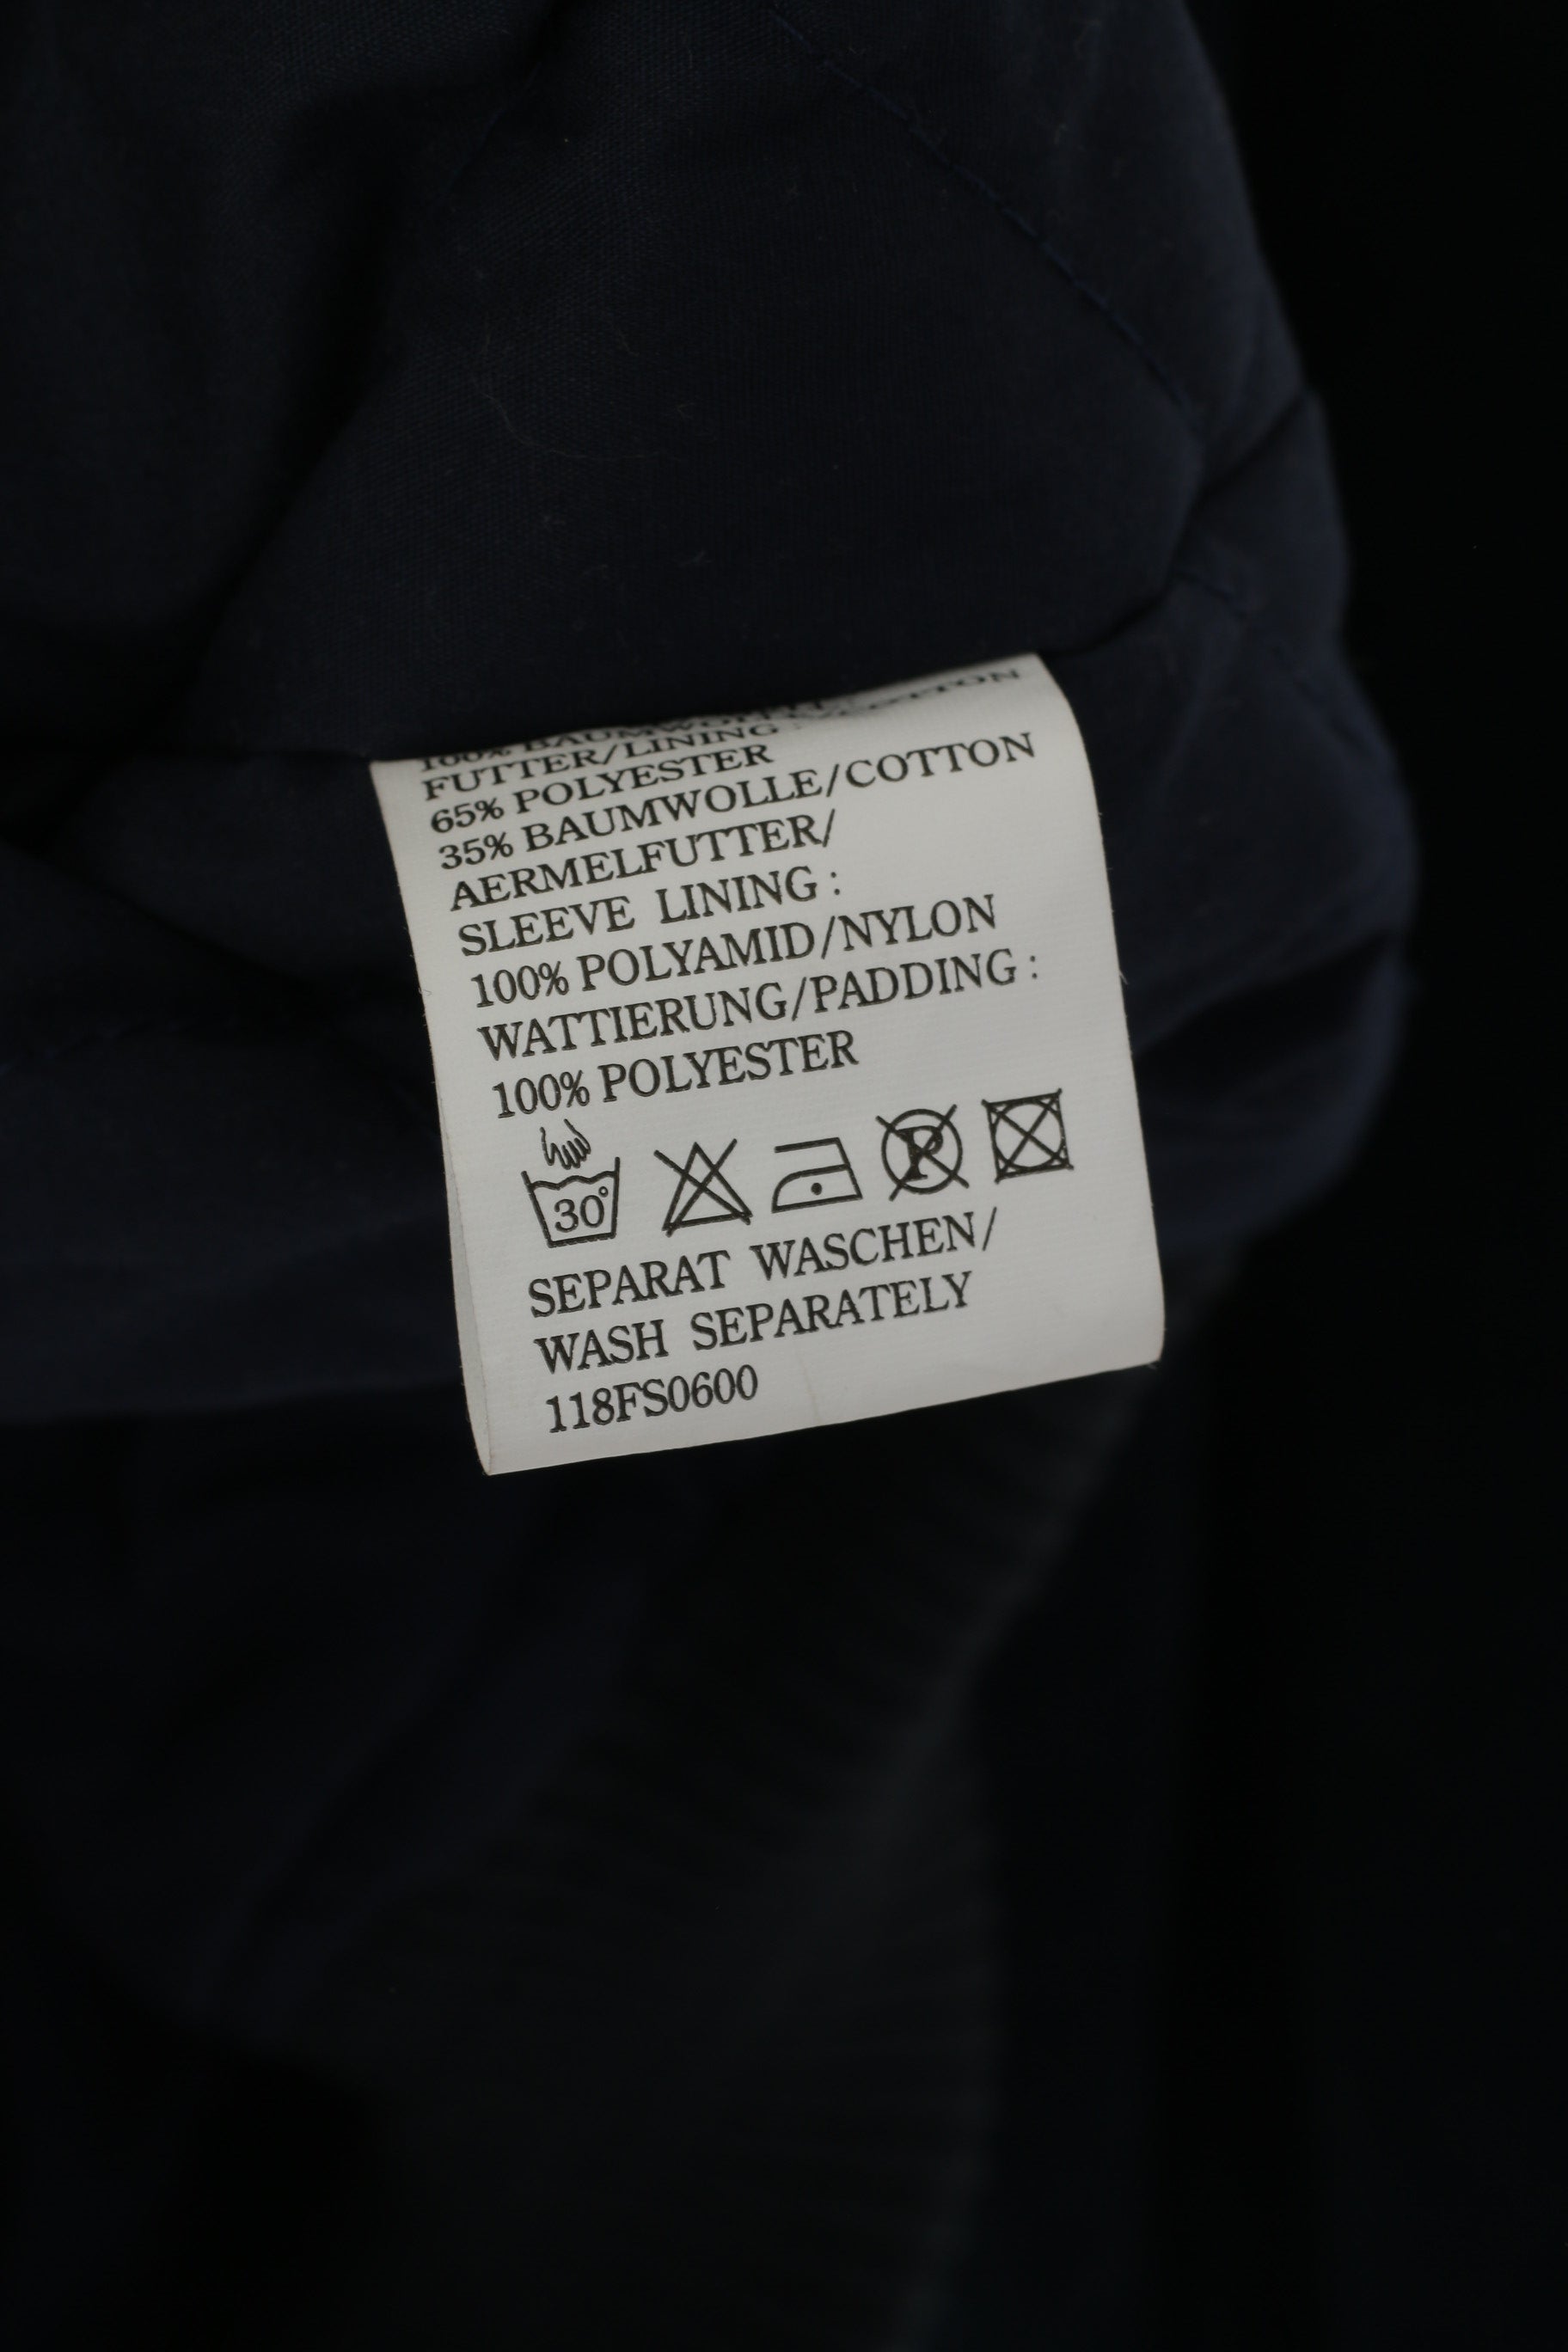 100% BAUMWOLLE/COTTON
FUTTER/LINING :
65% POLYESTER
35% BAUMWOLLE/COTTON
AERMELFUTTER/
SLEEVE LINING :
100% POLYAMID/NYLON
WATTIERUNG/PADDING :
100% POLYESTER
30° P
SEPARAT WASCHEN/
WASH SEPARATELY
118FS0600